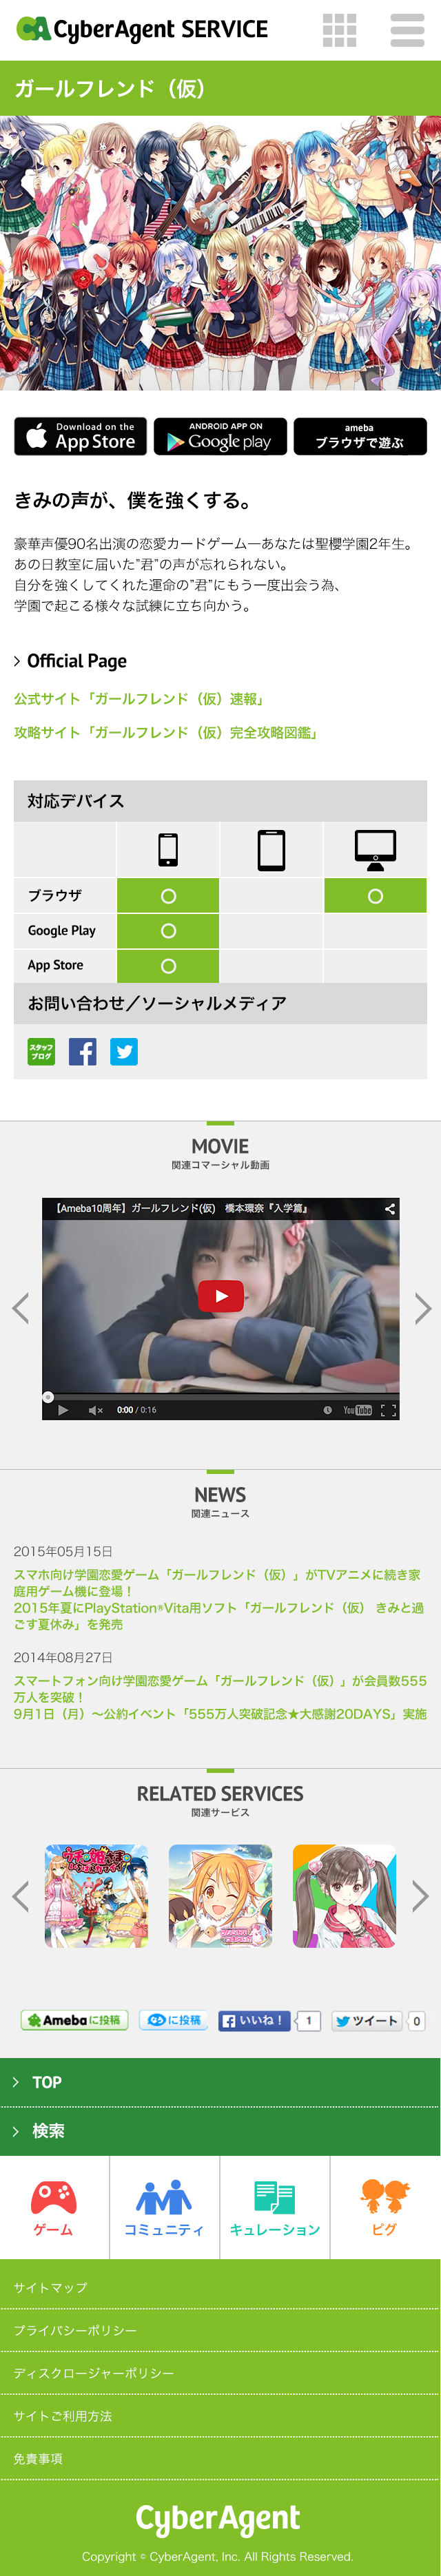 CyberAgent SERVICE
ガールフレンド（仮）
Download on the
App Store
ANDROID APP ON
Google play
ameba
ブラウザで遊ぶ
きみの声が、僕を強くする。
豪華声優90名出演の恋愛カードゲーム―あなたは聖櫻学園2年生。
あの日教室に届いた”君”の声が忘れられない。
自分を強くしてくれた運命の”君”にもう一度出会う為、
学園で起こる様々な試練に立ち向かう。
Official Page
公式サイト「ガールフレンド（仮）速報」
攻略サイト「ガールフレンド（仮）完全攻略図鑑」
対応デバイス
ブラウザ
Google Play
App Store
お問い合わせ／ソーシャルメディア
スタッフ
ブログ
MOVIE
関連コマーシャル動画
【Ameba10周年】ガールフレンド(仮)　橋本環奈『入学篇』
0:00 / 0:16
YouTube
NEWS
関連ニュース
2015年05月15日
スマホ向け学園恋愛ゲーム「ガールフレンド（仮）」がTVアニメに続き家
庭用ゲーム機に登場！
2015年夏にPlayStation®Vita用ソフト「ガールフレンド（仮） きみと過
ごす夏休み」を発売
2014年08月27日
スマートフォン向け学園恋愛ゲーム「ガールフレンド（仮）」が会員数555
万人を突破！
9月1日（月）～公約イベント「555万人突破記念★大感謝20DAYS」実施
RELATED SERVICES
関連サービス
ウチの姫さまが
いちばんカワイイ
Amebaに投稿
に投稿
いいね！
1
ツイート
0
TOP
検索
ゲーム
コミュニティ
キュレーション
ピグ
サイトマップ
プライバシーポリシー
ディスクロージャーポリシー
サイトご利用方法
免責事項
CyberAgent
Copyright © CyberAgent, Inc. All Rights Reserved.